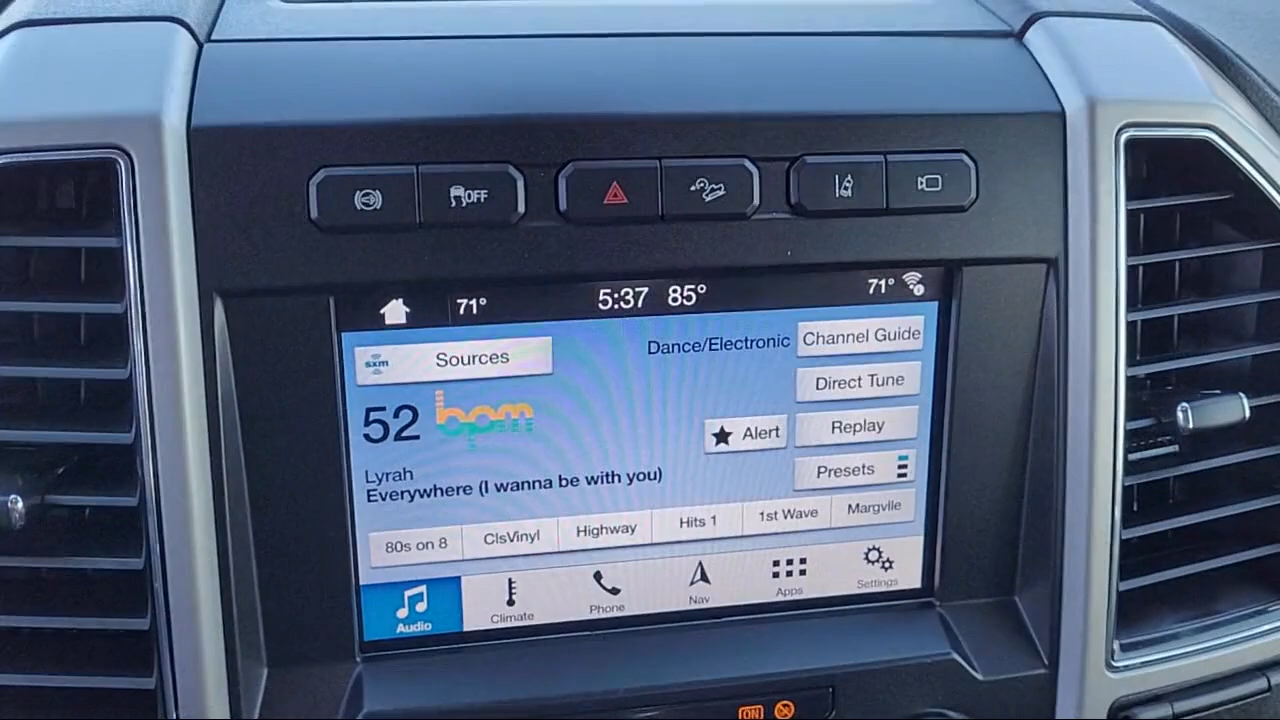 OFF
71° 5:37 85° 71°
sxm Sources
Dance/Electronic
Channel Guide
Direct Tune
52 bpm
Alert
Replay
Presets
Lyrah
Everywhere (I wanna be with you)
80s on 8 ClsVinyl Highway Hits 1 1st Wave Margvlle
Audio Climate Phone Nav Apps Settings
ON